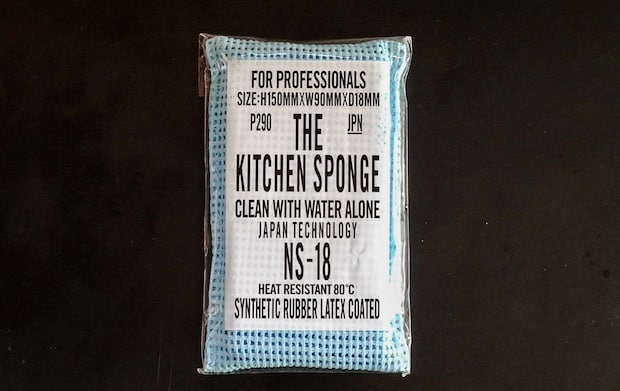 FOR PROFESSIONALS
SIZE:H150MMXW90MMXD18MM
P290 JPN
THE
KITCHEN SPONGE
CLEAN WITH WATER ALONE
JAPAN TECHNOLOGY
NS-18
HEAT RESISTANT 80°C
SYNTHETIC RUBBER LATEX COATED